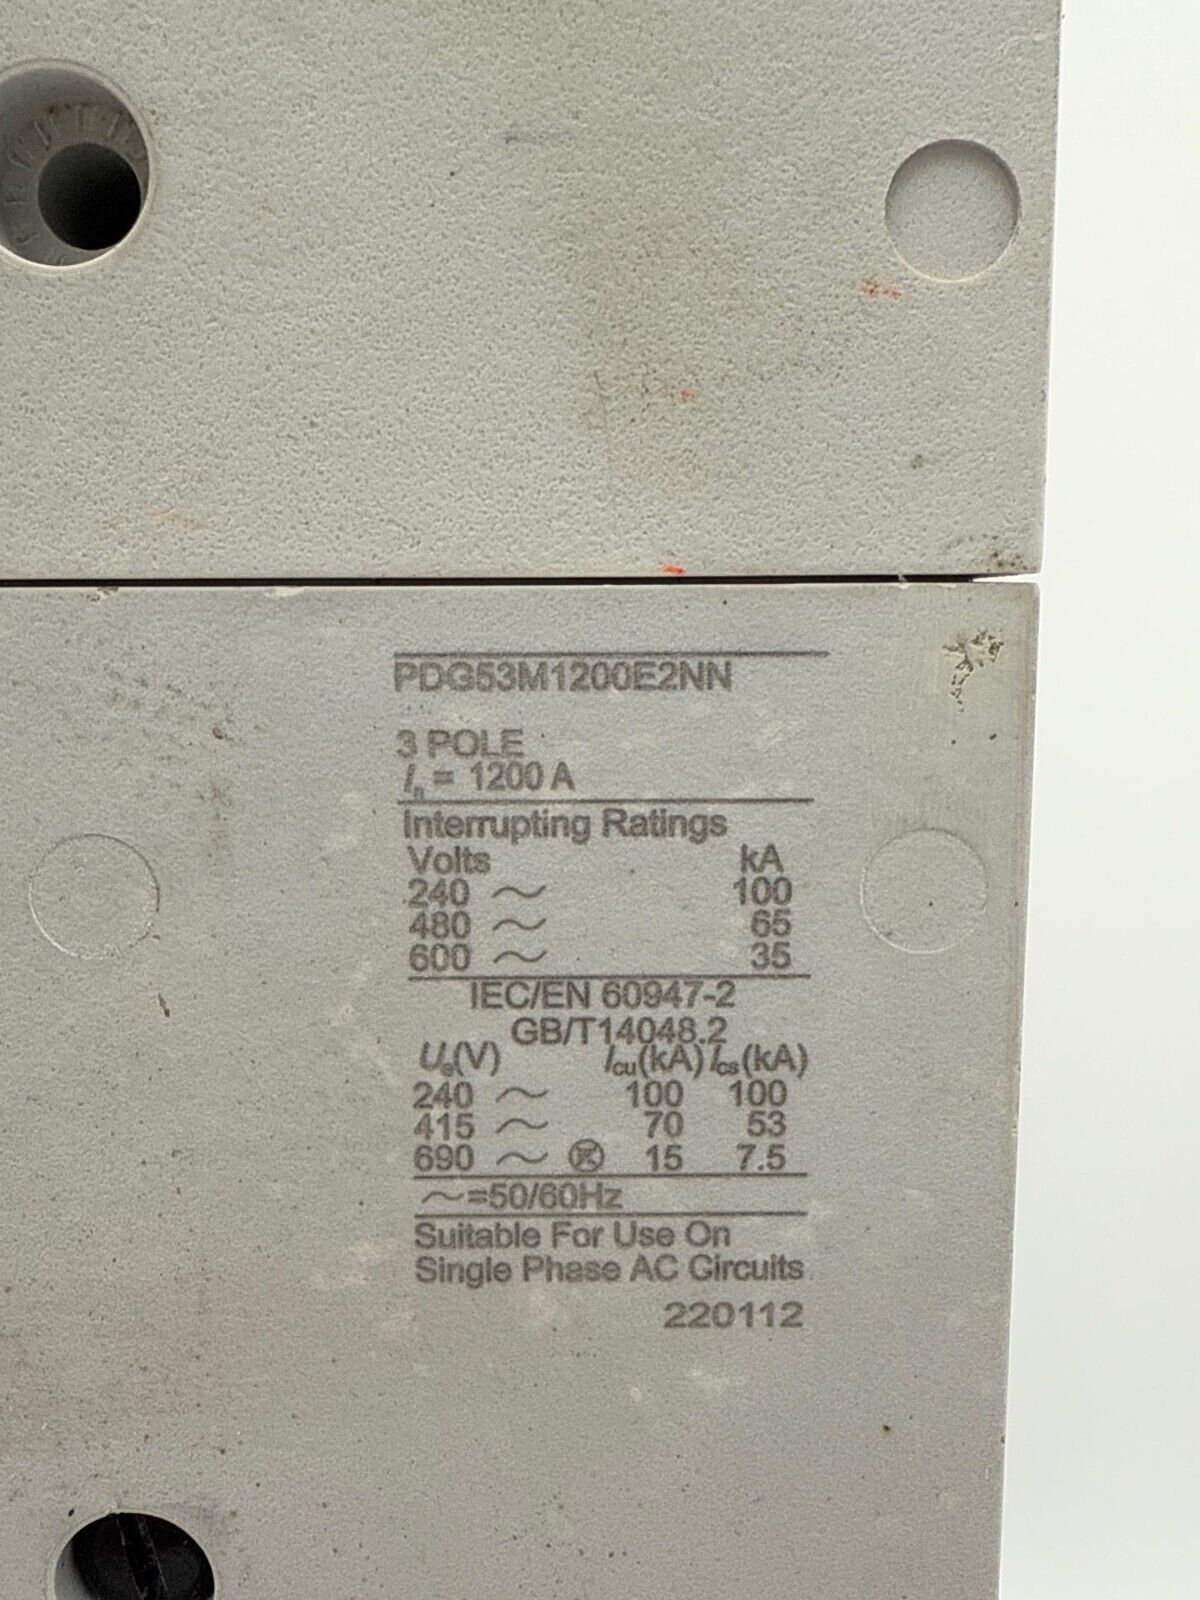 PDG53M1200E2NN
3 POLE
In = 1200 A
Interrupting Ratings
Volts kA
240 ~ 100
480 ~ 65
600 ~ 35
IEC/EN 60947-2
GB/T14048.2
Ue(V) Icu(kA) Ics(kA)
240 ~ 100 100
415 ~ 70 53
690 ~ 15 7.5
~=50/60Hz
Suitable For Use On
Single Phase AC Circuits
220112